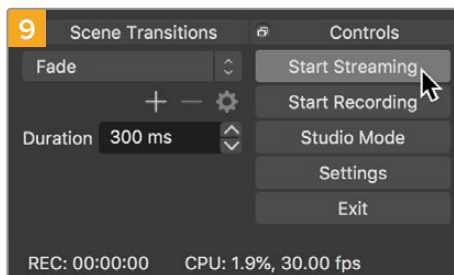 9
Scene Transitions
Controls
Fade
Start Streaming
Start Recording
Duration 300 ms
Studio Mode
Settings
Exit
REC: 00:00:00 CPU: 1.9%, 30.00 fps